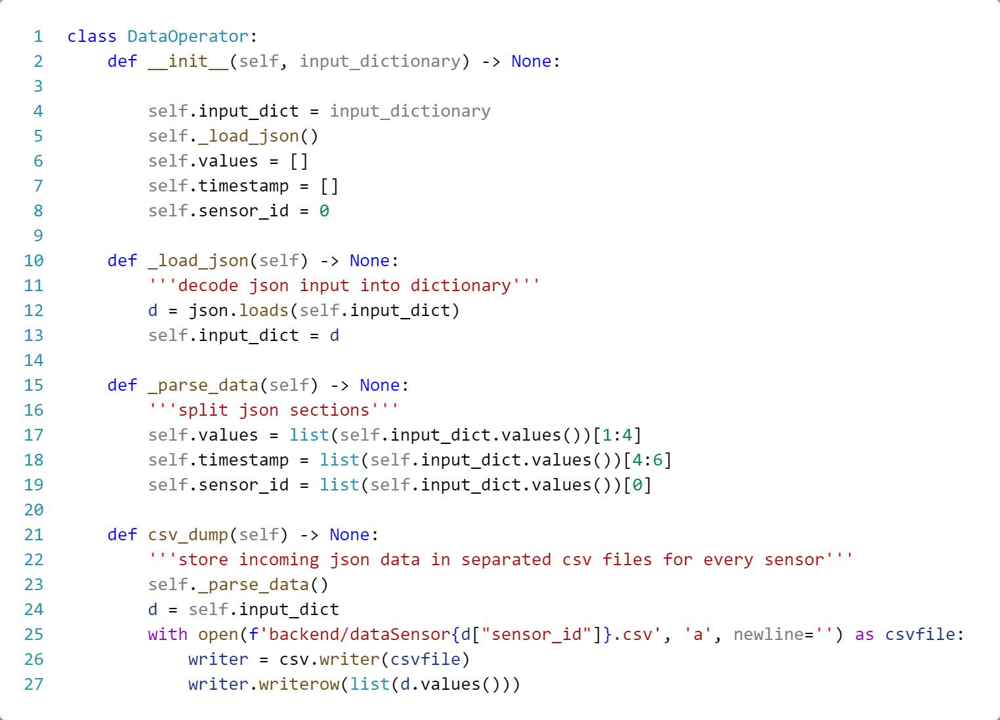 1 class DataOperator:
2     def __init__(self, input_dictionary) -> None:
3
4         self.input_dict = input_dictionary
5         self._load_json()
6         self.values = []
7         self.timestamp = []
8         self.sensor_id = 0
9
10     def _load_json(self) -> None:
11         '''decode json input into dictionary'''
12         d = json.loads(self.input_dict)
13         self.input_dict = d
14
15     def _parse_data(self) -> None:
16         '''split json sections'''
17         self.values = list(self.input_dict.values())[1:4]
18         self.timestamp = list(self.input_dict.values())[4:6]
19         self.sensor_id = list(self.input_dict.values())[0]
20
21     def csv_dump(self) -> None:
22         '''store incoming json data in separated csv files for every sensor'''
23         self._parse_data()
24         d = self.input_dict
25         with open(f'backend/dataSensor{d["sensor_id"]}.csv', 'a', newline='') as csvfile:
26             writer = csv.writer(csvfile)
27             writer.writerow(list(d.values()))